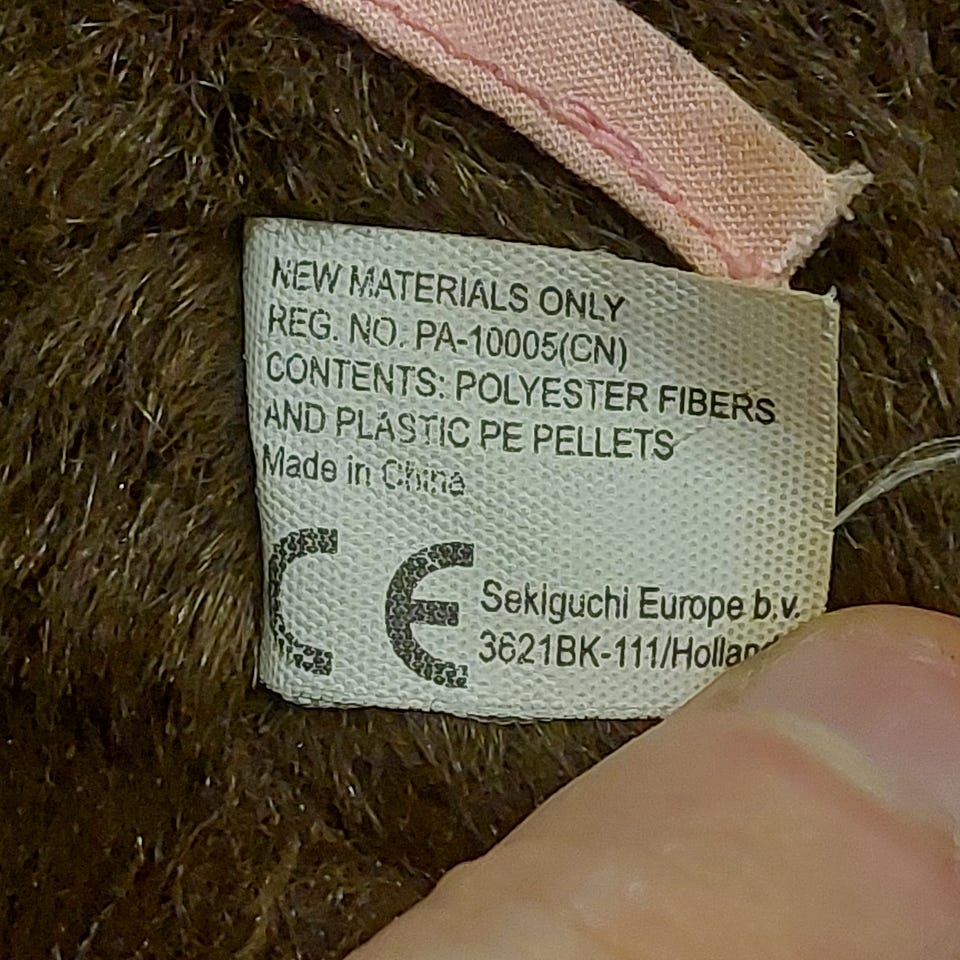 NEW MATERIALS ONLY
REG. NO. PA-10005(CN)
CONTENTS: POLYESTER FIBERS
AND PLASTIC PE PELLETS
Made in China
CE
Sekiguchi Europe b.v.
3621BK-111/Holland